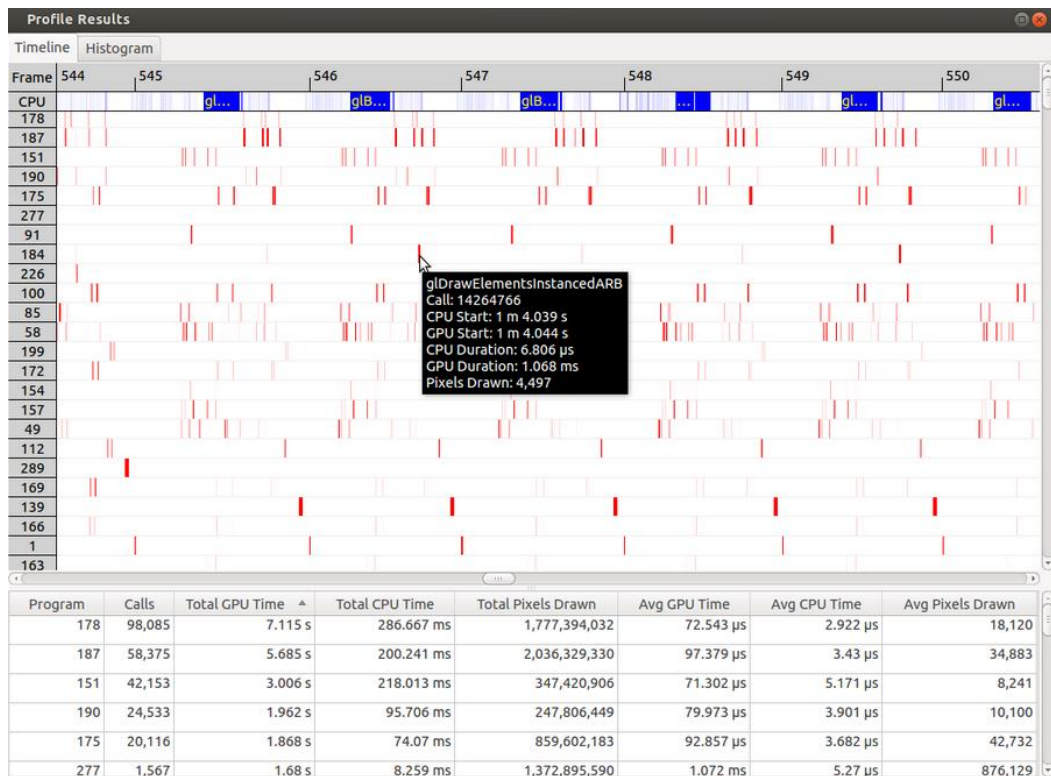 Profile Results
Timeline Histogram
Frame 544 545 546 547 548 549 550
CPU gl... glB... glB... ... gl... gl...
178
187
151
190
175
277
91
184
226
100
85
58
199
172
154
157
49
112
289
169
139
166
1
163
glDrawElementsInstancedARB
Call: 14264766
CPU Start: 1 m 4.039 s
GPU Start: 1 m 4.044 s
CPU Duration: 6.806 µs
GPU Duration: 1.068 ms
Pixels Drawn: 4,497
Program Calls Total GPU Time Total CPU Time Total Pixels Drawn Avg GPU Time Avg CPU Time Avg Pixels Drawn
178 98,085 7.115 s 286.667 ms 1,777,394,032 72.543 µs 2.922 µs 18,120
187 58,375 5.685 s 200.241 ms 2,036,329,330 97.379 µs 3.43 µs 34,883
151 42,153 3.006 s 218.013 ms 347,420,906 71.302 µs 5.171 µs 8,241
190 24,533 1.962 s 95.706 ms 247,806,449 79.973 µs 3.901 µs 10,100
175 20,116 1.868 s 74.07 ms 859,602,183 92.857 µs 3.682 µs 42,732
277 1,567 1.68 s 8.259 ms 1,372,895,590 1.072 ms 5.27 µs 876,129